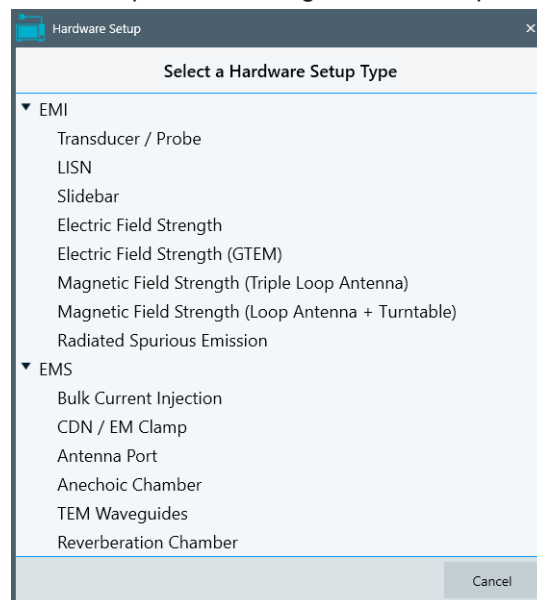 Hardware Setup
Select a Hardware Setup Type
EMI
Transducer / Probe
LISN
Slidebar
Electric Field Strength
Electric Field Strength (GTEM)
Magnetic Field Strength (Triple Loop Antenna)
Magnetic Field Strength (Loop Antenna + Turntable)
Radiated Spurious Emission
EMS
Bulk Current Injection
CDN / EM Clamp
Antenna Port
Anechoic Chamber
TEM Waveguides
Reverberation Chamber
Cancel